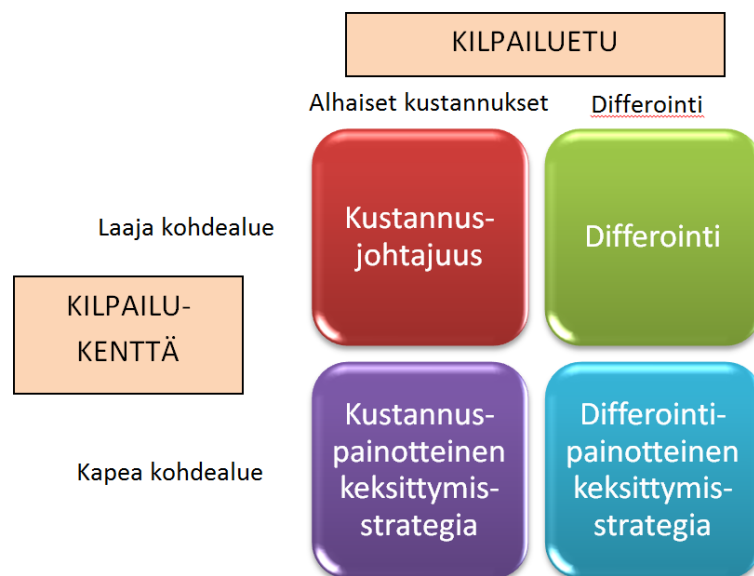 KILPAILUETU
Alhaiset kustannukset
Differointi
Laaja kohdealue
Kustannus-
johtajuus
Differointi
KILPAILU-
KENTTÄ
Kapea kohdealue
Kustannus-
painotteinen
keksittymis-
strategia
Differointi-
painotteinen
keksittymis-
strategia